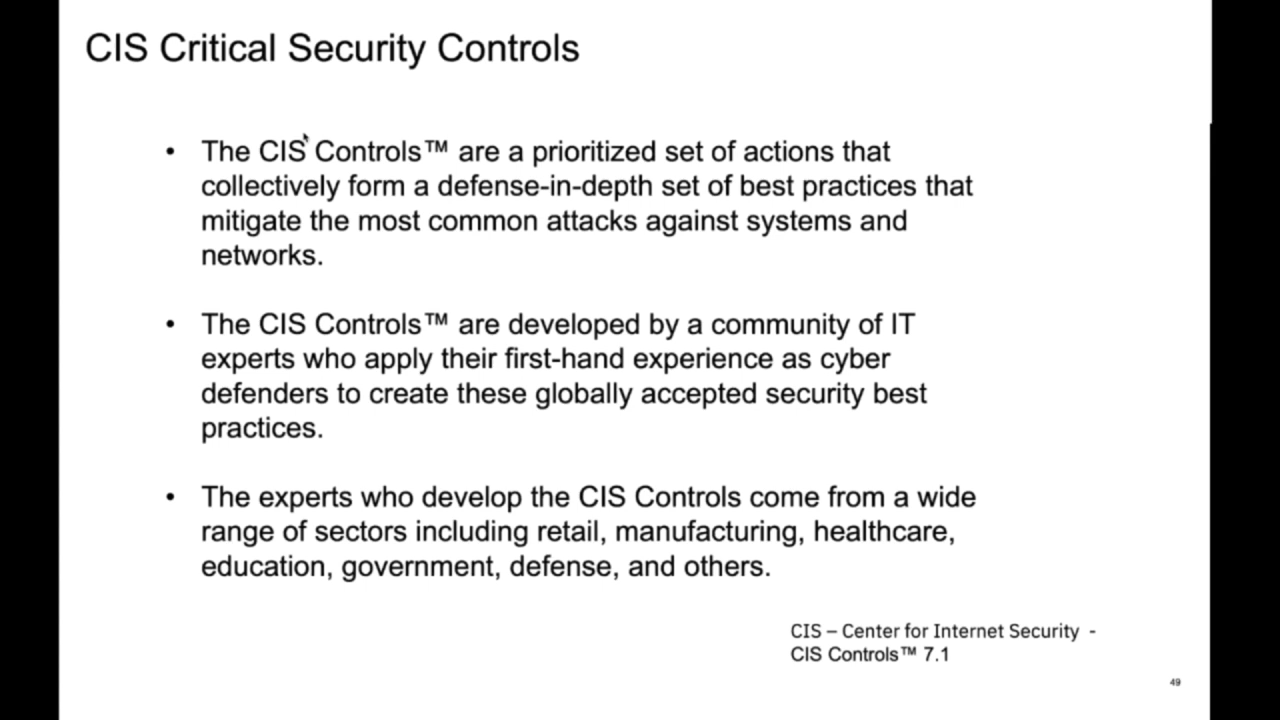 CIS Critical Security Controls
• The CIS Controls™ are a prioritized set of actions that
collectively form a defense-in-depth set of best practices that
mitigate the most common attacks against systems and
networks.
• The CIS Controls™ are developed by a community of IT
experts who apply their first-hand experience as cyber
defenders to create these globally accepted security best
practices.
• The experts who develop the CIS Controls come from a wide
range of sectors including retail, manufacturing, healthcare,
education, government, defense, and others.
CIS – Center for Internet Security -
CIS Controls™ 7.1
49